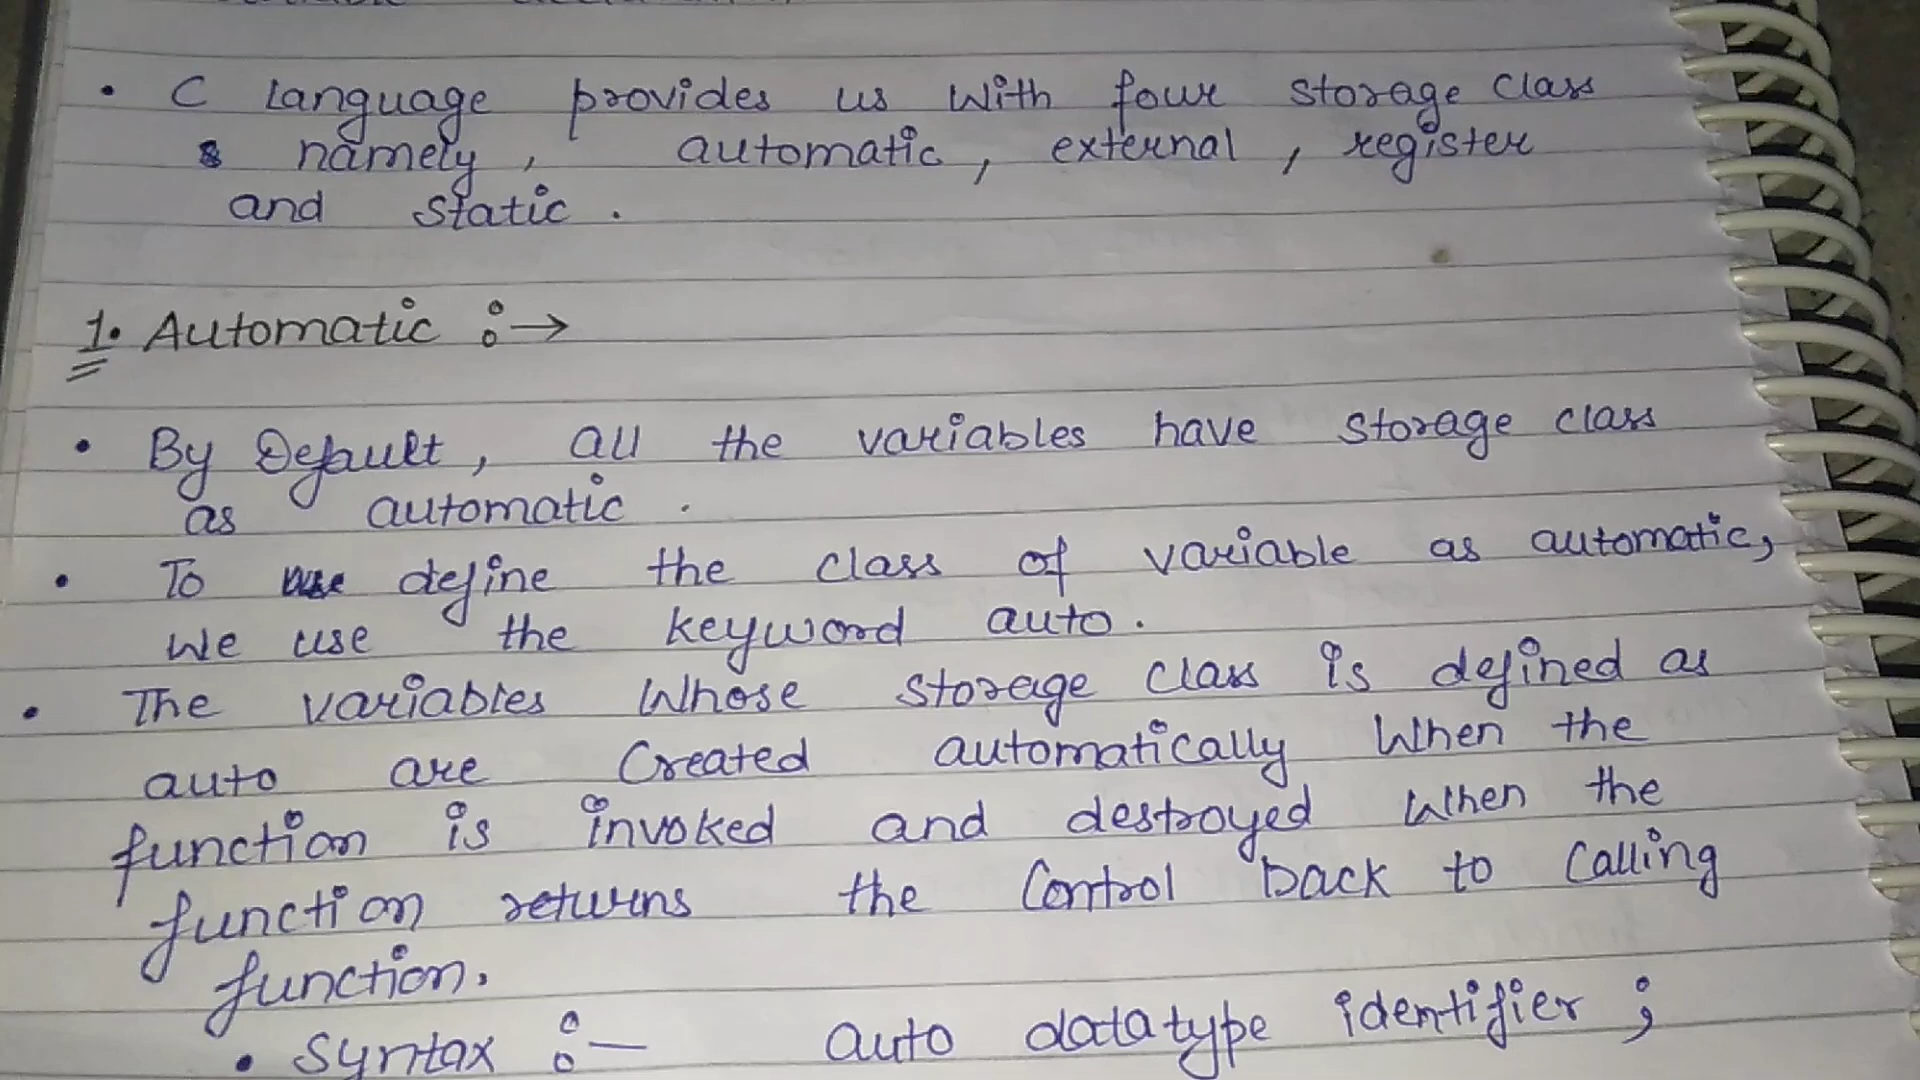 • C Language provides us with four storage class
namely, automatic, external, register
and static.
1. Automatic :→
• By Default, all the variables have storage class
as automatic.
• To define the class of variable as automatic,
we use the keyword auto.
• The variables whose storage class is defined as
auto are created automatically when the
function is invoked and destroyed when the
function returns the control back to calling
function.
• Syntax :— auto datatype identifier ;